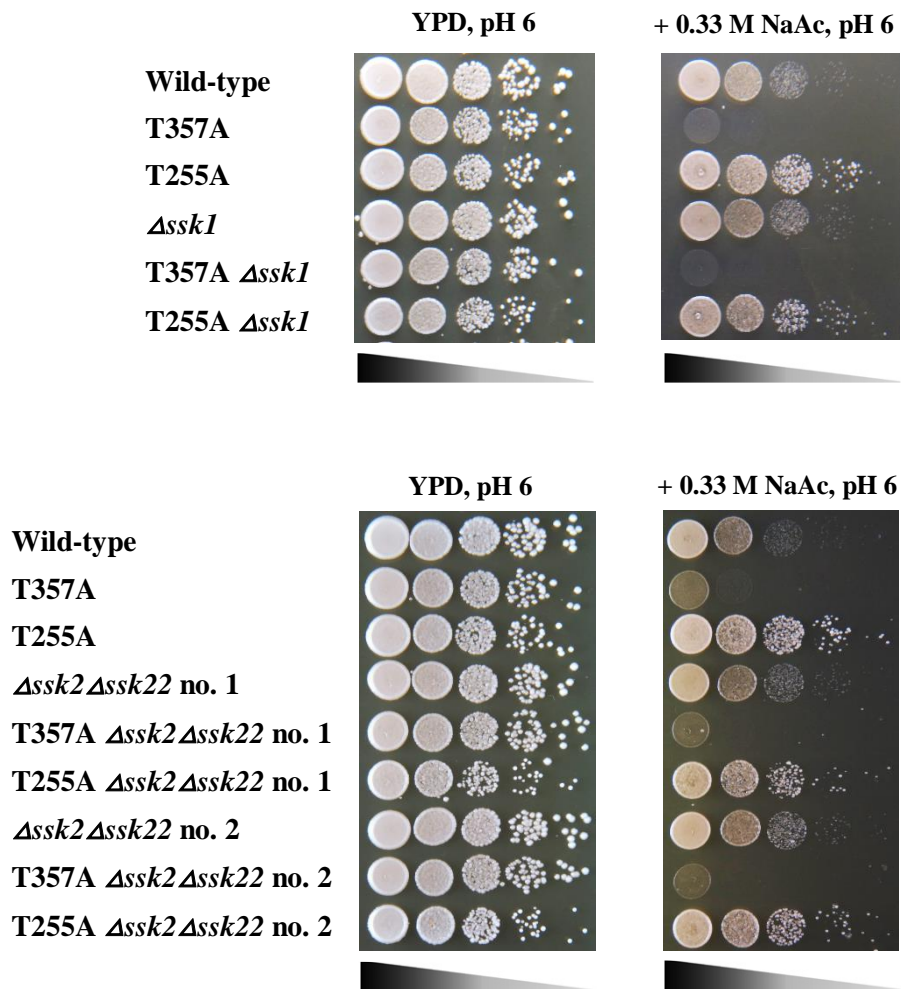 YPD, pH 6 + 0.33 M NaAc, pH 6
Wild-type
T357A
T255A
Δssk1
T357A Δssk1
T255A Δssk1
YPD, pH 6 + 0.33 M NaAc, pH 6
Wild-type
T357A
T255A
Δssk2Δssk22 no. 1
T357A Δssk2Δssk22 no. 1
T255A Δssk2Δssk22 no. 1
Δssk2Δssk22 no. 2
T357A Δssk2Δssk22 no. 2
T255A Δssk2Δssk22 no. 2